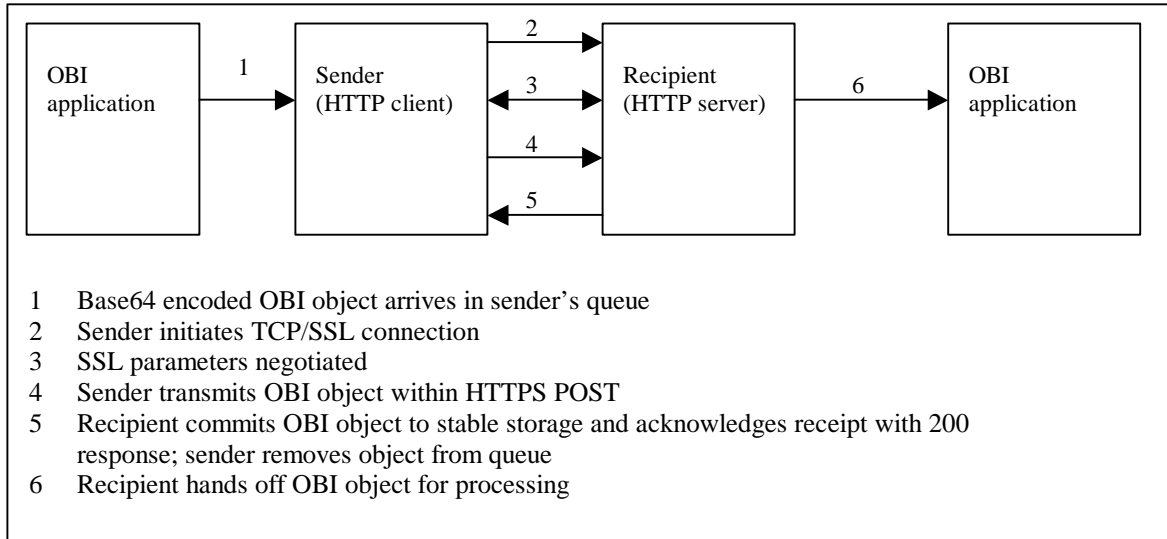 OBI
application
1
Sender
(HTTP client)
2
3
4
5
Recipient
(HTTP server)
6
OBI
application
1 Base64 encoded OBI object arrives in sender's queue
2 Sender initiates TCP/SSL connection
3 SSL parameters negotiated
4 Sender transmits OBI object within HTTPS POST
5 Recipient commits OBI object to stable storage and acknowledges receipt with 200
response; sender removes object from queue
6 Recipient hands off OBI object for processing